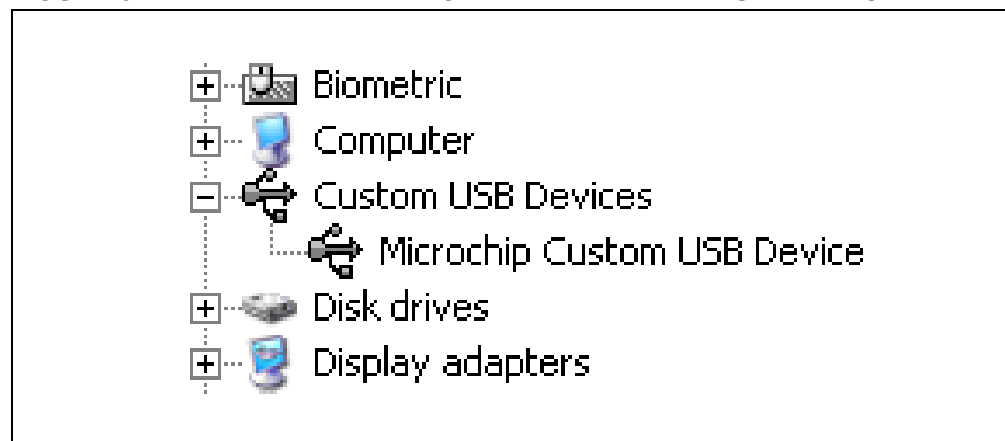 Biometric
Computer
Custom USB Devices
Microchip Custom USB Device
Disk drives
Display adapters